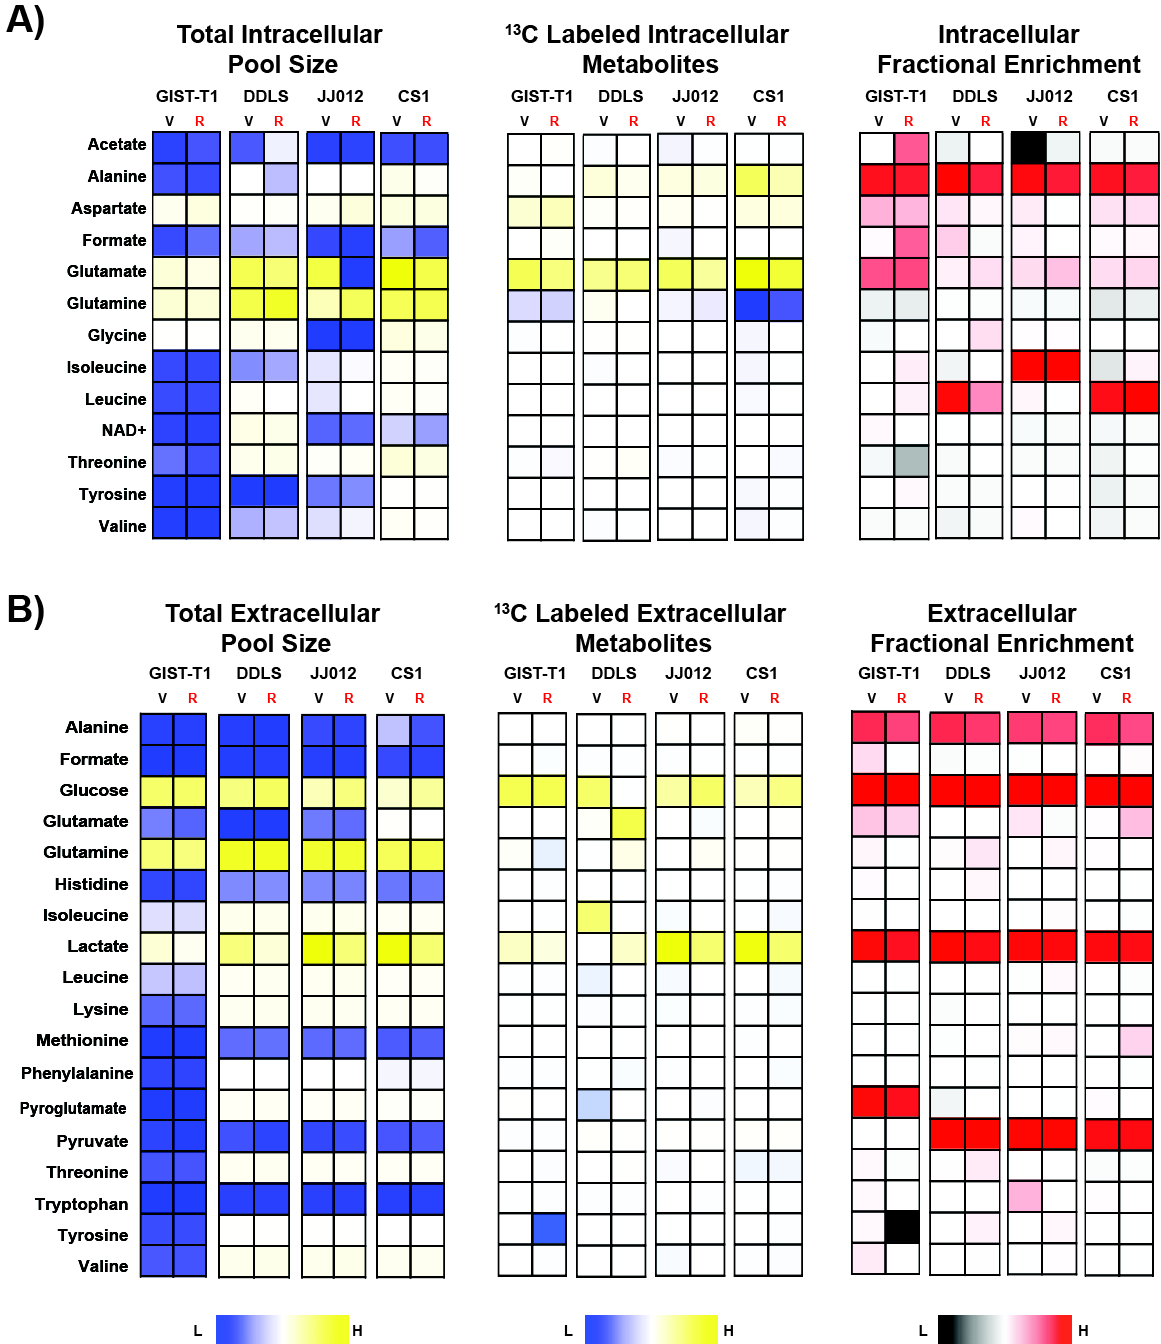 A)
Total Intracellular
Pool Size
13C Labeled Intracellular
Metabolites
Intracellular
Fractional Enrichment
GIST-T1 DDLS JJ012 CS1
GIST-T1 DDLS JJ012 CS1
GIST-T1 DDLS JJ012 CS1
V R V R V R V R
V R V R V R V R
V R V R V R V R
Acetate
Alanine
Aspartate
Formate
Glutamate
Glutamine
Glycine
Isoleucine
Leucine
NAD+
Threonine
Tyrosine
Valine
B)
Total Extracellular
Pool Size
13C Labeled Extracellular
Metabolites
Extracellular
Fractional Enrichment
GIST-T1 DDLS JJ012 CS1
GIST-T1 DDLS JJ012 CS1
GIST-T1 DDLS JJ012 CS1
V R V R V R V R
V R V R V R V R
V R V R V R V R
Alanine
Formate
Glucose
Glutamate
Glutamine
Histidine
Isoleucine
Lactate
Leucine
Lysine
Methionine
Phenylalanine
Pyroglutamate
Pyruvate
Threonine
Tryptophan
Tyrosine
Valine
L H
L H
L H